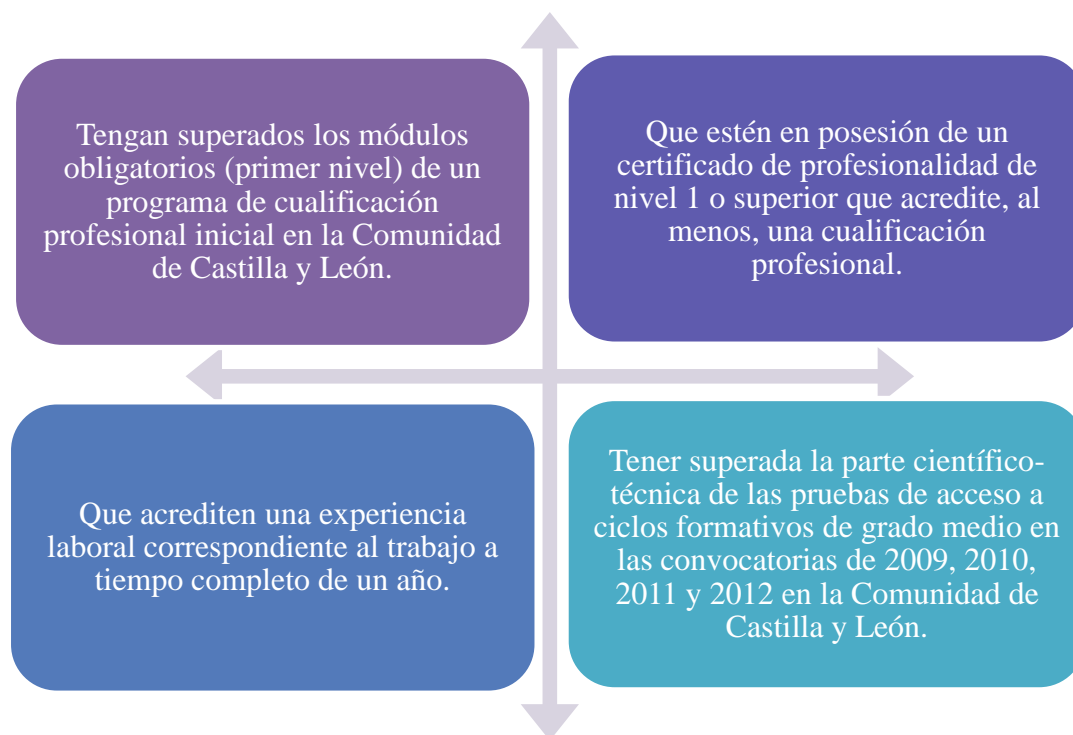 Tengan superados los módulos
obligatorios (primer nivel) de un
programa de cualificación
profesional inicial en la Comunidad
de Castilla y León.
Que estén en posesión de un
certificado de profesionalidad de
nivel 1 o superior que acredite, al
menos, una cualificación
profesional.
Que acrediten una experiencia
laboral correspondiente al trabajo a
tiempo completo de un año.
Tener superada la parte científico-
técnica de las pruebas de acceso a
ciclos formativos de grado medio en
las convocatorias de 2009, 2010,
2011 y 2012 en la Comunidad de
Castilla y León.